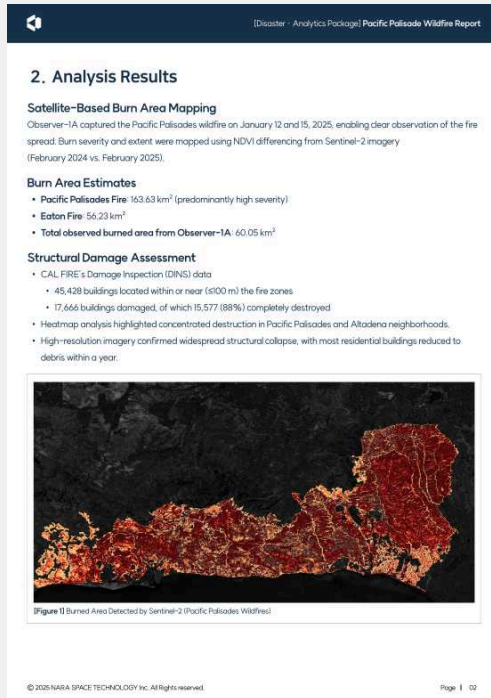 [Disaster - Analytics Package] Pacific Palisade Wildfire Report
2. Analysis Results
Satellite-Based Burn Area Mapping
Observer-1A captured the Pacific Palisades wildfire on January 12 and 15, 2025, enabling clear observation of the fire
spread. Burn severity and extent were mapped using NDVI differencing from Sentinel-2 imagery
(February 2024 vs. February 2025).
Burn Area Estimates
• Pacific Palisades Fire: 163.63 km² (predominantly high severity)
• Eaton Fire: 56.23 km²
• Total observed burned area from Observer-1A: 60.05 km²
Structural Damage Assessment
• CAL FIRE's Damage Inspection (DINS) data
• 45,428 buildings located within or near (≤100 m) the fire zones
• 17,666 buildings damaged, of which 15,577 (88%) completely destroyed
• Heatmap analysis highlighted concentrated destruction in Pacific Palisades and Altadena neighborhoods.
• High-resolution imagery confirmed widespread structural collapse, with most residential buildings reduced to
debris within a year.
[Figure 1] Burned Area Detected by Sentinel-2 (Pacific Palisades Wildfires)
© 2025 NARA SPACE TECHNOLOGY Inc. All Rights reserved.
Page | 02